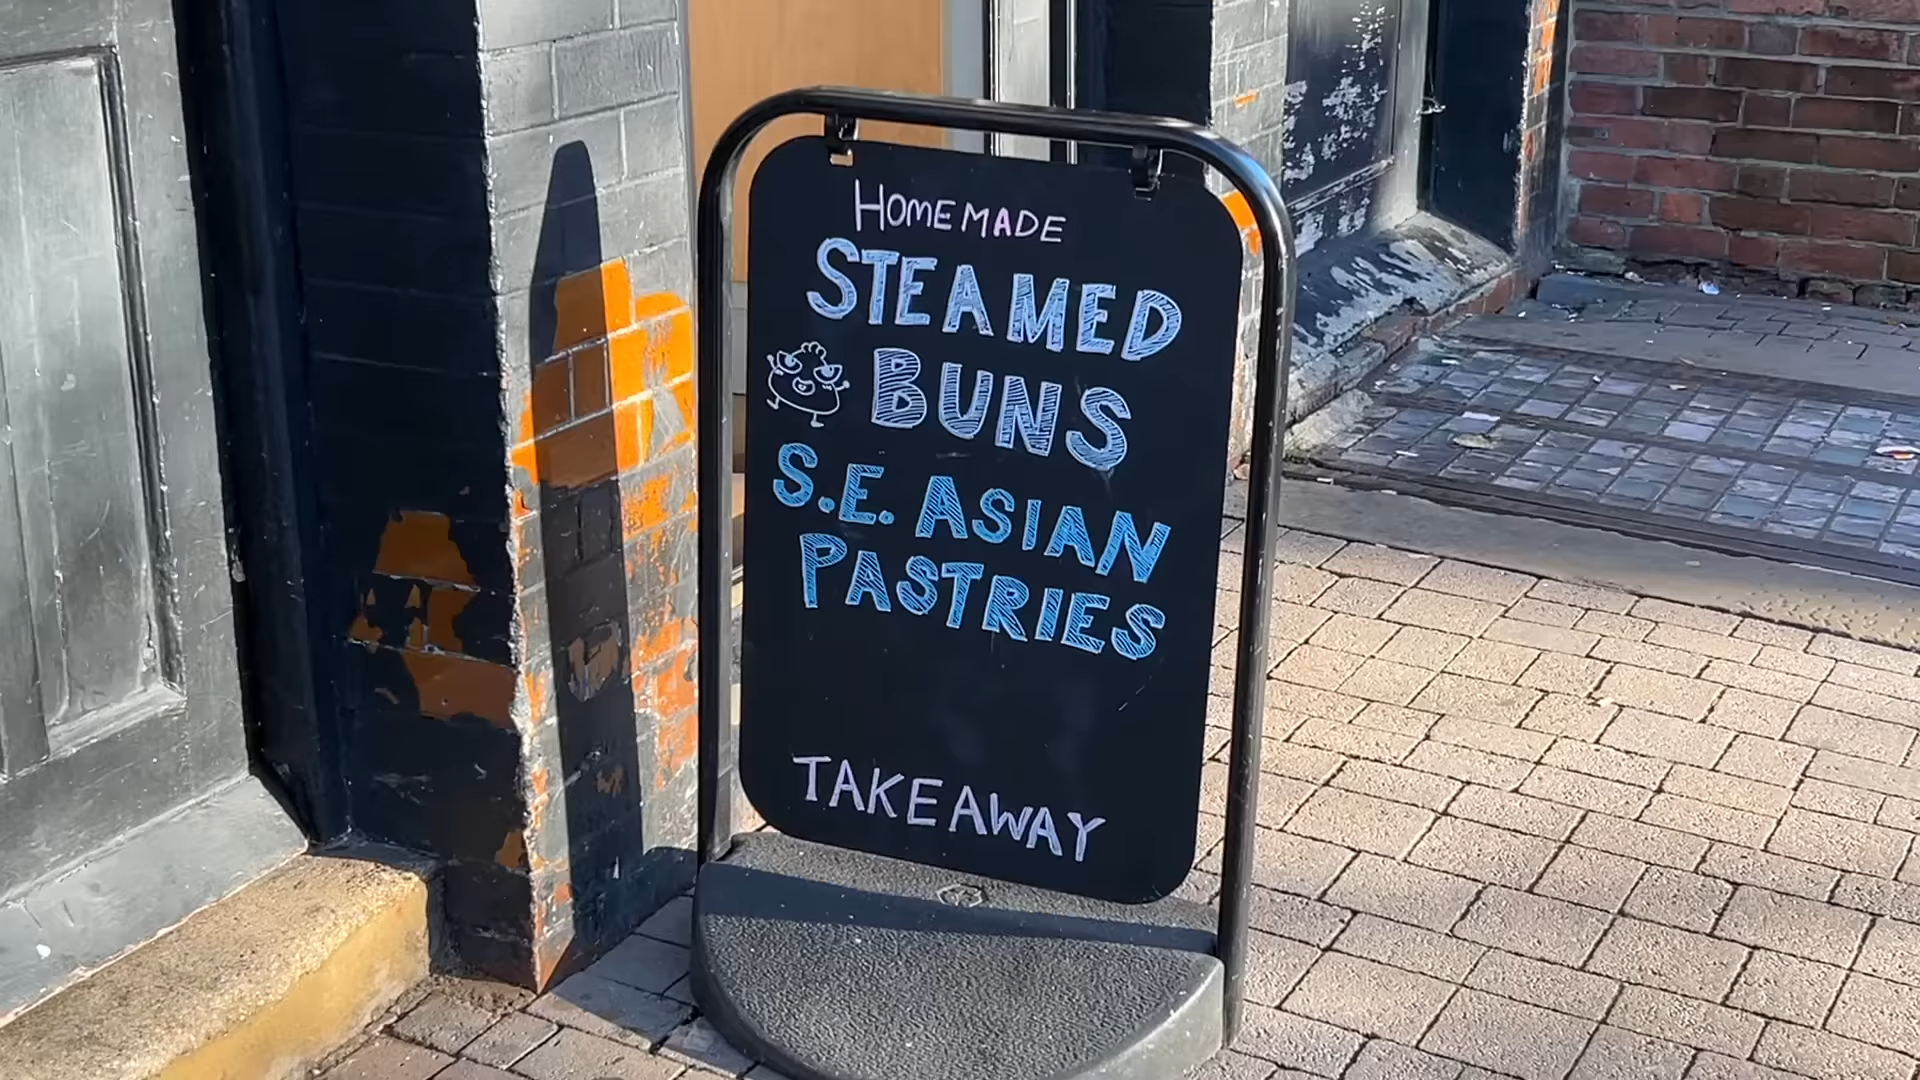 HOMEMADE
STEAMED
BUNS
S.E. ASIAN
PASTRIES
TAKEAWAY